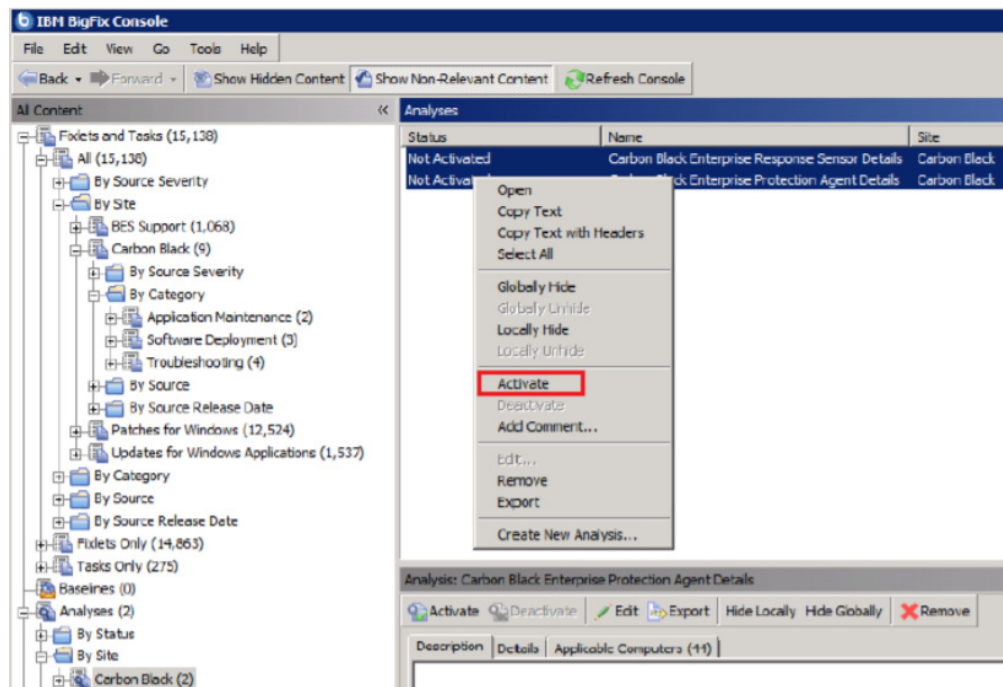 IBM BigFix Console
File Edit View Go Tools Help
Back Forward Show Hidden Content Show Non-Relevant Content Refresh Console
All Content
Fixlets and Tasks (15,138)
All (15,138)
By Source Severity
By Site
BES Support (1,068)
Carbon Black (9)
By Source Severity
By Category
Application Maintenance (2)
Software Deployment (3)
Troubleshooting (4)
By Source
By Source Release Date
Patches for Windows (12,524)
Updates for Windows Applications (1,537)
By Category
By Source
By Source Release Date
Fixlets Only (14,863)
Tasks Only (275)
Baselines (0)
Analyses (2)
By Status
By Site
Carbon Black (2)
Analyses
Status Name Site
Not Activated Carbon Black Enterprise Response Sensor Details Carbon Black
Not Enterprise Protection Agent Details Carbon Black
Open
Copy Text
Copy Text with Headers
Select All
Globally Hide
Globally Unhide
Locally Hide
Locally Unhide
Activate
Deactivate
Add Comment...
Edit...
Remove
Export
Create New Analysis...
Analysis: Carbon Black Enterprise Protection Agent Details
Activate Deactivate Edit Export Hide Locally Hide Globally Remove
Description Details Applicable Computers (44)